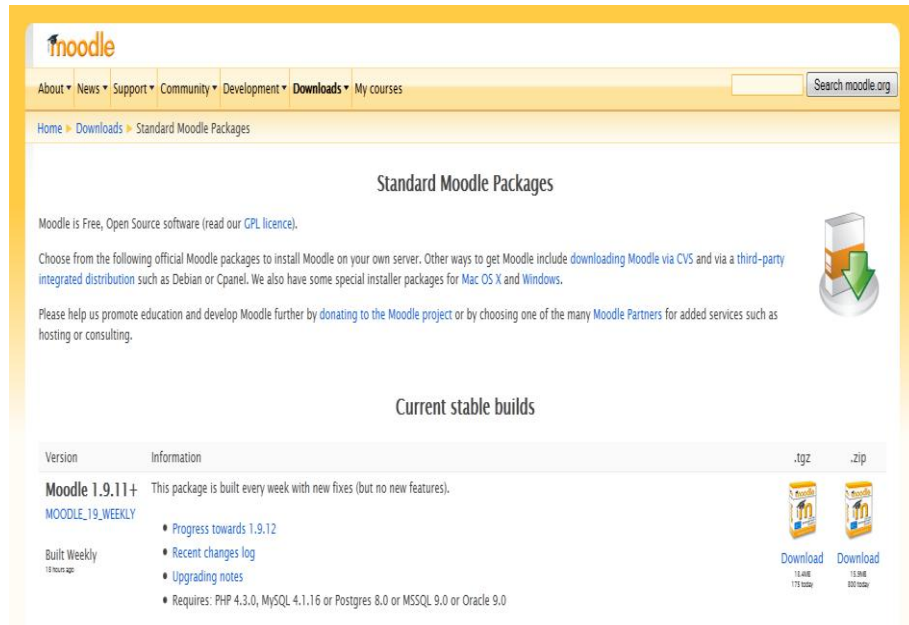 moodle
About News Support Community Development Downloads My courses Search moodle.org
Home Downloads Standard Moodle Packages
Standard Moodle Packages
Moodle is Free, Open Source software (read our GPL licence).
Choose from the following official Moodle packages to install Moodle on your own server. Other ways to get Moodle include downloading Moodle via CVS and via a third-party
integrated distribution such as Debian or Cpanel. We also have some special installer packages for Mac OS X and Windows.
Please help us promote education and develop Moodle further by donating to the Moodle project or by choosing one of the many Moodle Partners for added services such as
hosting or consulting.
Current stable builds
Version Information .tgz .zip
Moodle 1.9.11+ This package is built every week with new fixes (but no new features).
MOODLE_19_WEEKLY
• Progress towards 1.9.12
Built Weekly • Recent changes log Download Download
• Upgrading notes
• Requires: PHP 4.3.0, MySQL 4.1.16 or Postgres 8.0 or MSSQL 9.0 or Oracle 9.0